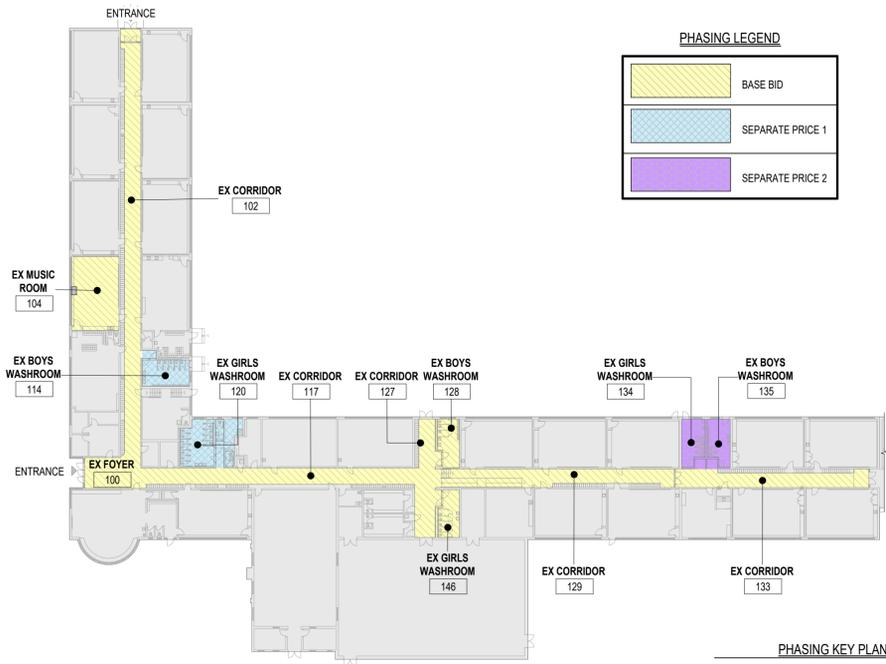 ENTRANCE
PHASING LEGEND
BASE BID
SEPARATE PRICE 1
SEPARATE PRICE 2
EX CORRIDOR
102
EX MUSIC
ROOM
104
EX BOYS
WASHROOM
114
EX GIRLS
WASHROOM
120
EX CORRIDOR
117
EX CORRIDOR
127
EX BOYS
WASHROOM
128
EX GIRLS
WASHROOM
134
EX BOYS
WASHROOM
135
ENTRANCE
EX FOYER
100
EX GIRLS
WASHROOM
146
EX CORRIDOR
129
EX CORRIDOR
133
PHASING KEY PLAN